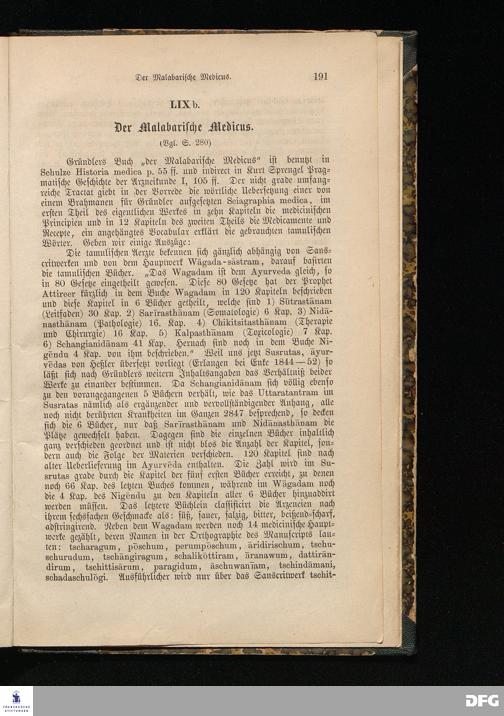 Der Malabarische Medicus. 191
LIX b.
Der Malabarische Medicus.
(Vgl. S. 280)
Gründlers Buch „der Malabarische Medicus“ ist benutzt in
Schulze Historia medica p. 55 ff. und indirect in Kurt Sprengel Prag-
matische Geschichte der Arzneikunde I, 105 ff. Der nicht grade umfang-
reiche Tractat giebt in der Vorrede die wörtliche Uebersetzung einer von
einem Brahmanen für Gründler aufgesetzten Sciagraphia medica, im
ersten Theil des eigentlichen Werkes in zehn Kapiteln die medicinischen
Principien und in 12 Kapiteln des zweiten Theils die Medicamente und
Recepte, ein angehängtes Vocabular erklärt die gebrauchten tamulischen
Wörter. Geben wir einige Auszüge:
Die tamulischen Aerzte bekennen sich gänzlich abhängig von Sans-
critwerken und von dem Hauptwerk Wâgada-sâstram, darauf basirten
die tamulischen Bücher. „Das Wagadam ist dem Ayurveda gleich, so
in 80 Gesetze eingetheilt gewesen. Diese 80 Gesetze hat der Prophet
Attireer kürzlich in dem Buche Wagadam in 120 Kapiteln beschrieben
und diese Kapitel in 6 Bücher getheilt, welche sind 1) Sûtrastânam
(Leitfaden) 30 Kap. 2) Sarîrasthânam (Somatologie) 6 Kap. 3) Nidâ-
nasthânam (Pathologie) 16. Kap. 4) Chikitsitasthânam (Therapie
und Chirurgie) 16 Kap. 5) Kalpasthânam (Toxicologie) 7 Kap.
6) Schangianidânam 41 Kap. Hernach sind noch in dem Buche Ni-
gêndu 4 Kap. von ihm beschrieben.“ Weil uns jetzt Susrutas, âyur-
vêdas von Heßler übersetzt vorliegt (Erlangen bei Enke 1844—52) so
läßt sich nach Gründlers weitern Inhaltsangaben das Verhältniß beider
Werke zu einander bestimmen. Da Schangianidânam sich völlig ebenso
zu den vorangegangenen 5 Büchern verhält, wie das Uttaratantram im
Susratas nämlich als ergänzender und vervollständigender Anhang, alle
noch nicht berührten Krankheiten im Ganzen 2847 besprechend, so decken
sich die 6 Bücher, nur daß Sarîrasthânam und Nidânasthânam die
Plätze gewechselt haben. Dagegen sind die einzelnen Bücher inhaltlich
ganz verschieden geordnet und ist nicht blos die Anzahl der Kapitel, son-
dern auch die Folge der Materien verschieden. 120 Kapitel sind nach
alter Ueberlieferung im Ayurvêda enthalten. Die Zahl wird im Su-
srutas grade durch die Kapitel der fünf ersten Bücher erreicht, zu denen
noch 66 Kap. des letzten Buches kommen, während im Wâgadam noch
die 4 Kap. des Nigêndu zu den Kapiteln aller 6 Bücher hinzuaddirt
werden müssen. Das letztere Büchlein classificirt die Arzeneien nach
ihrem sechsfachen Geschmacke als: süß, sauer, salzig, bitter, beißend-scharf,
adstringirend. Neben dem Wagadam werden noch 14 medicinische Haupt-
werke gezählt, deren Namen in der Orthographie des Manuscripts lau-
ten: tscharagum, pöschum, perumpöschum, äridirischum, tschu-
schurudum, tschängiragum, schaliköttiram, äranawum, dattirän-
dirum, tschittisärum, paragidum, äschuwanîam, tschindämani,
schadaschulögi. Ausführlicher wird nur über das Sanscritwerk tschit-
FRANCKESCHE
STIFTUNGEN
DFG